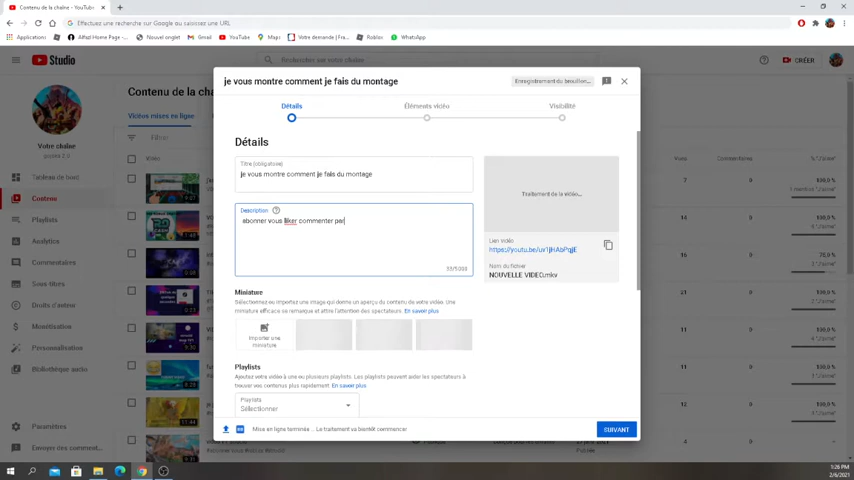 Contenu de la chaîne - YouTube
Effectuez une recherche sur Google ou saisissez une URL
Applications
Alfazi Home Page -
Nouvel onglet
Gmail
YouTube
Maps
Votre demande | (Fra...
Roblox
WhatsApp
Studio
CRÉER
je vous montre comment je fais du montage
Enregistrement du brouillon...
Contenu de la cha
Vidéos mises en ligne
Détails
Éléments vidéo
Visibilité
Filtrer
Vidéo
Vues
Commentaires
Détails
Titre (obligatoire)
je vous montre comment je fais du montage
Traitement de la vidéo...
Description
abonner vous liker commenter par
Lien vidéo
Nom du fichier
NOUVELLE VIDEO.mkv
Votre chaîne
Tableau de bord
Contenu
Playlists
Analytics
Commentaires
Sous-titres
Droits d'auteur
Monétisation
Personnalisation
Bibliothèque audio
Paramètres
Envoyer des comment...
Miniature
Sélectionnez ou importez une image qui donne un aperçu du contenu de votre vidéo. Une
miniature efficace se remarque et attire l'attention des spectateurs. En savoir plus
Importer une
miniature
Playlists
Ajoutez votre vidéo à une ou plusieurs playlists. Les playlists peuvent aider les spectateurs à
trouver vos contenus plus rapidement. En savoir plus
Playlists
Sélectionner
Mise en ligne terminée... Le traitement va bientôt commencer
SUIVANT
1:28 PM
2/6/2021